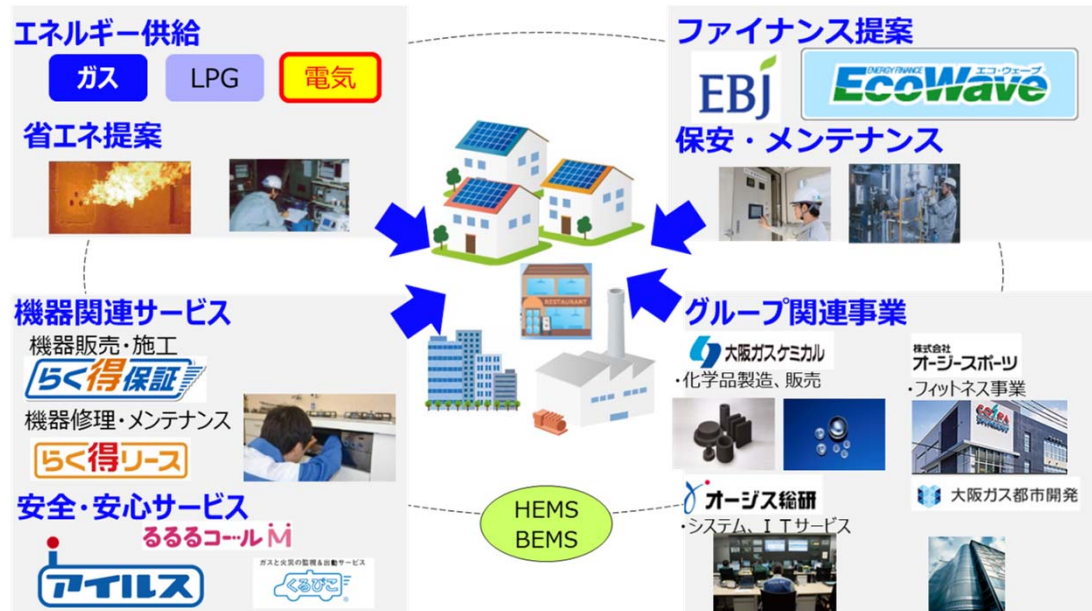 エネルギー供給
ガス
LPG
電気
省エネ提案
ファイナンス提案
EBJ
ENERGY FINANCE
エコ・ウェーブ
EcoWave
保安・メンテナンス
RESTAURANT
機器関連サービス
機器販売・施工
らく得保証
機器修理・メンテナンス
らく得リース
安全・安心サービス
るるるコール
アイルス
ガスと火災の監視&出動サービス
くるぴこ
HEMS
BEMS
グループ関連事業
大阪ガスケミカル
・化学品製造、販売
株式会社
オージースポーツ
・フィットネス事業
オージス総研
・システム、ITサービス
大阪ガス都市開発